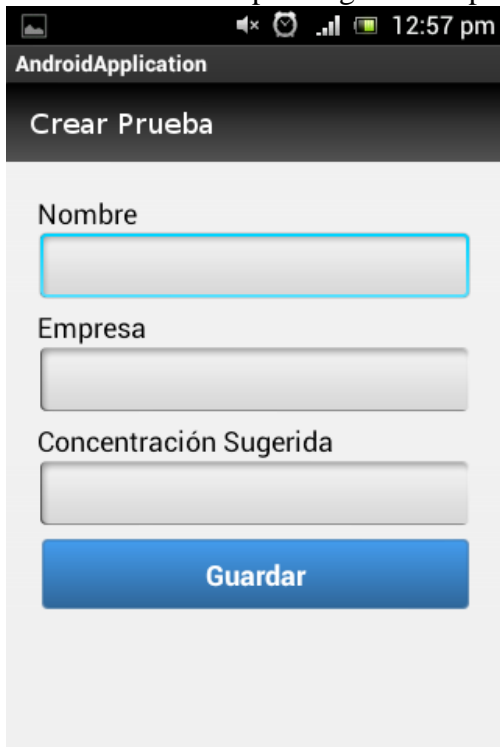 12:57 pm
AndroidApplication
Crear Prueba
Nombre
Empresa
Concentración Sugerida
Guardar